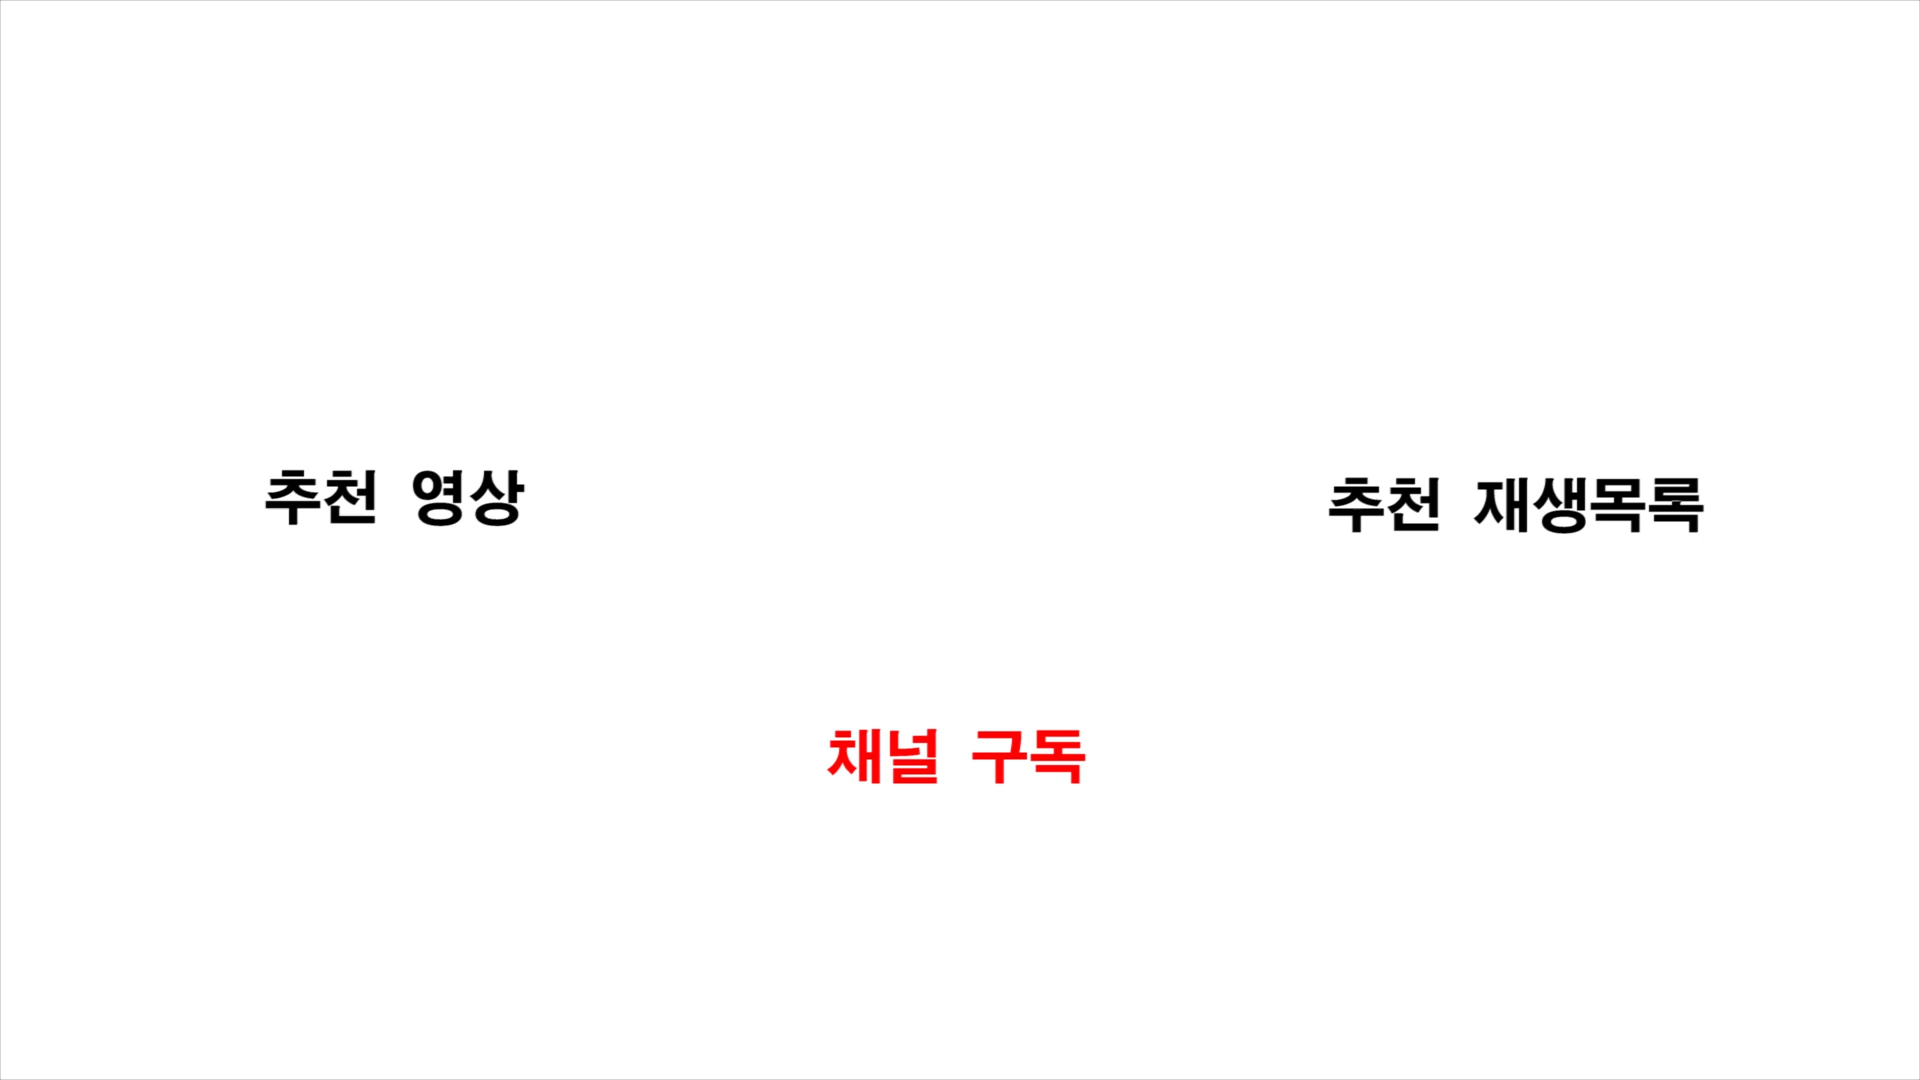 추천 영상
추천 재생목록
채널 구독